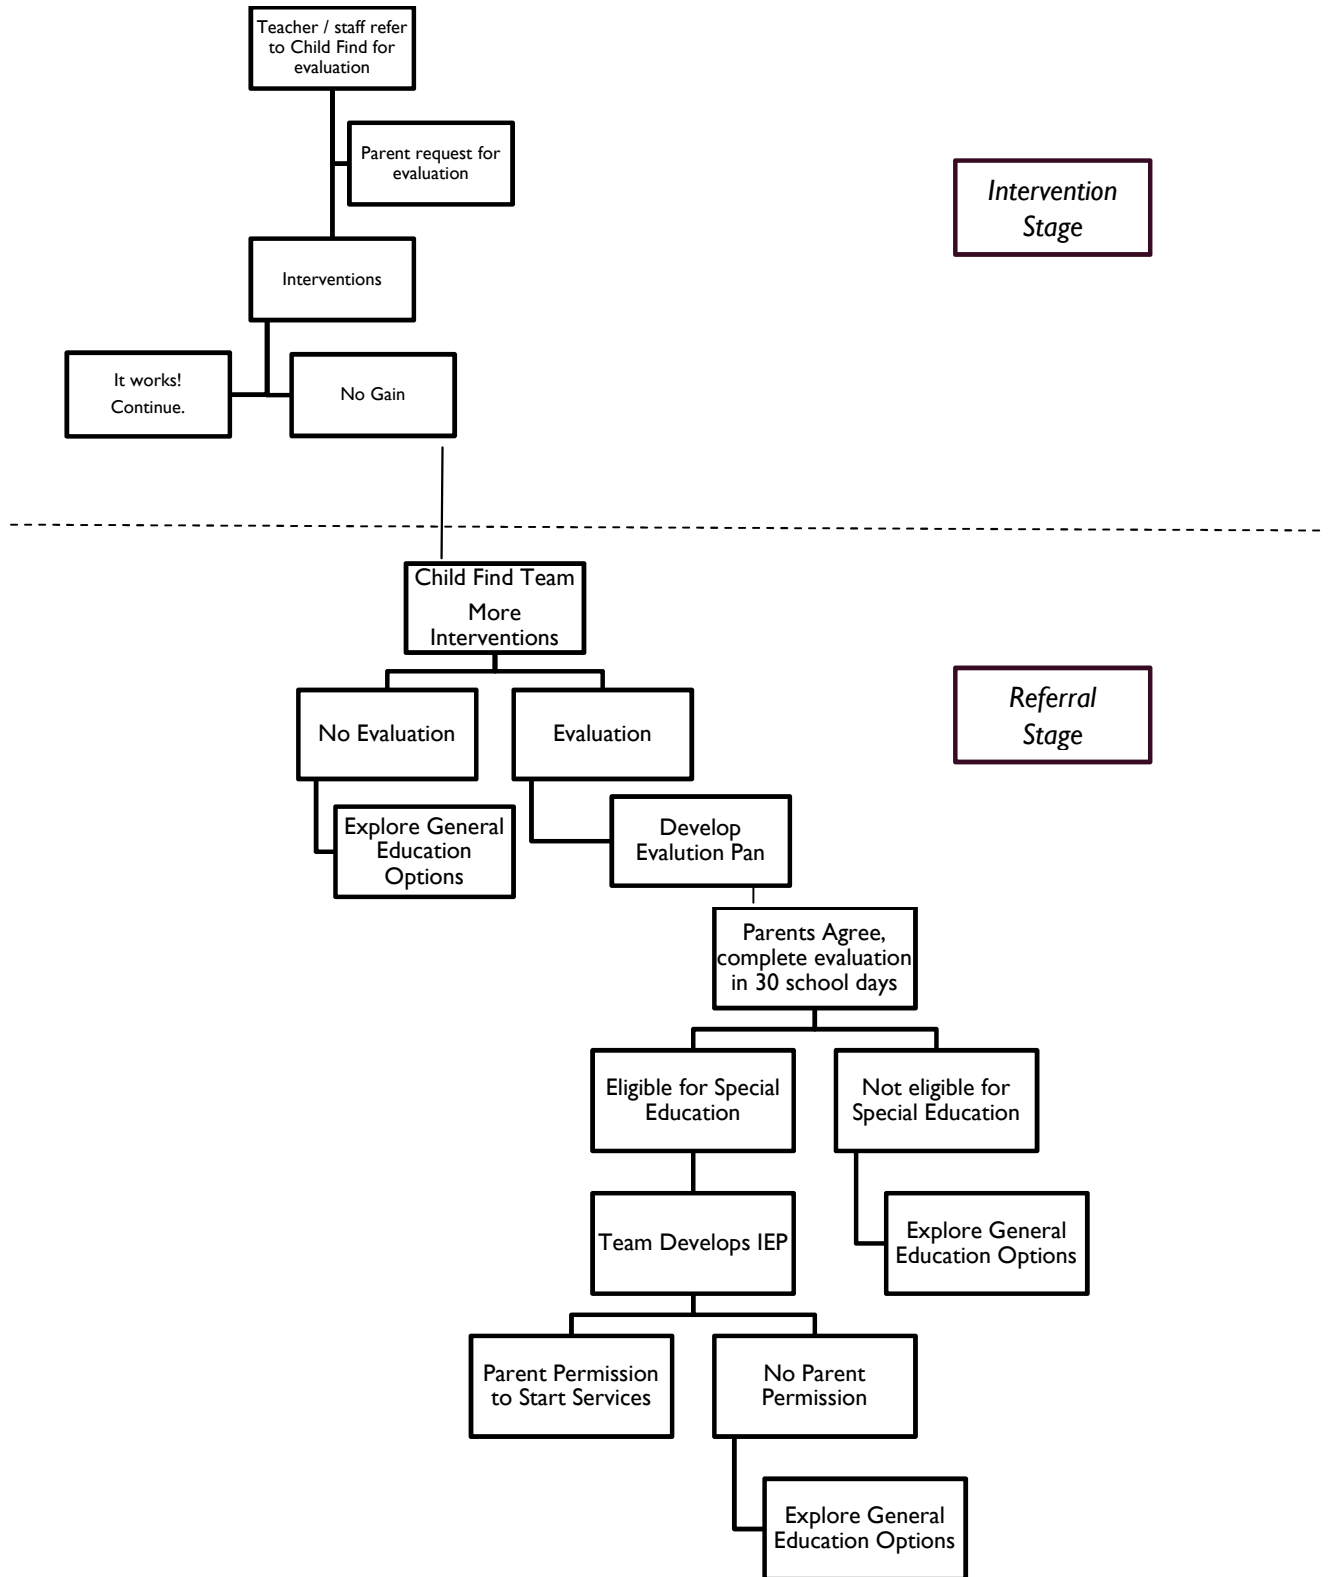 Teacher / staff refer
to Child Find for
evaluation
Parent request for
evaluation
Intervention
Stage
Interventions
It works!
Continue.
No Gain
Child Find Team
More
Interventions
Referral
Stage
No Evaluation
Evaluation
Explore General
Education
Options
Develop
Evalution Pan
Parents Agree,
complete evaluation
in 30 school days
Eligible for Special
Education
Not eligible for
Special Education
Team Develops IEP
Explore General
Education Options
Parent Permission
to Start Services
No Parent
Permission
Explore General
Education Options